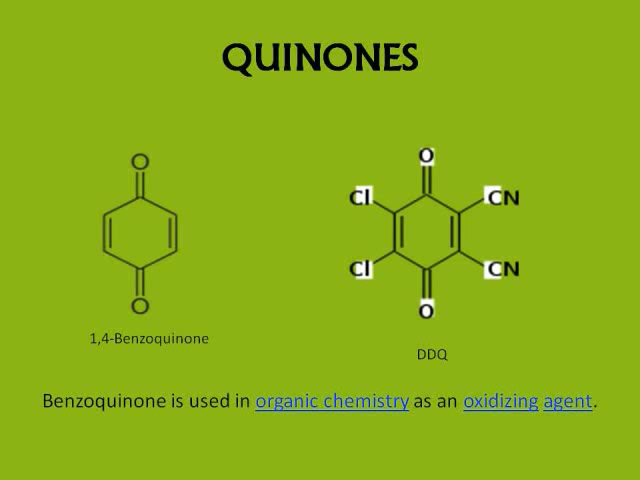 QUINONES
O
O
O
Cl CN
Cl CN
O
1,4-Benzoquinone
DDQ
Benzoquinone is used in organic chemistry as an oxidizing agent.